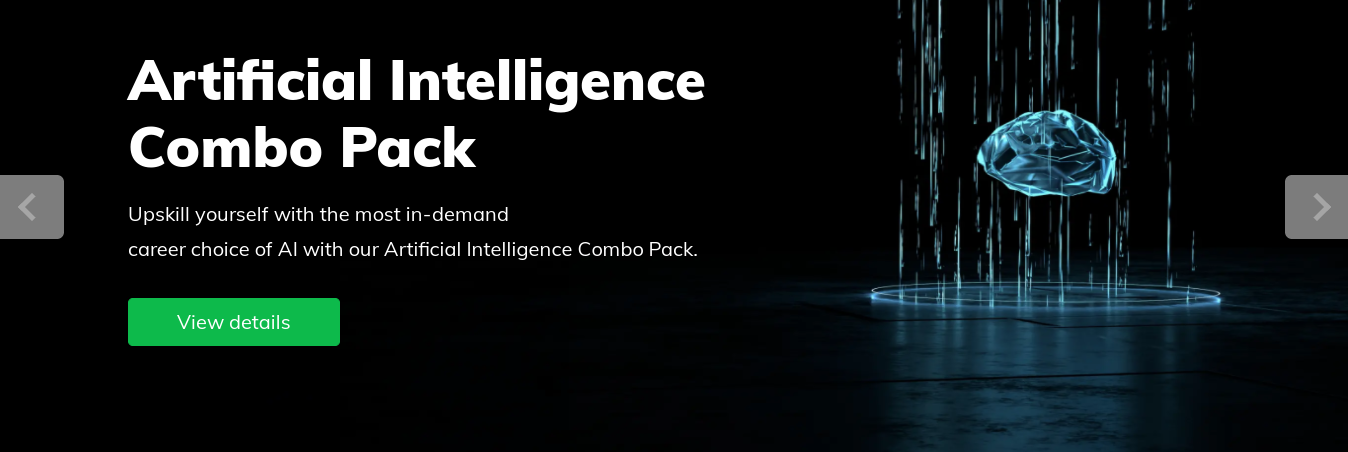 Artificial Intelligence
Combo Pack
Upskill yourself with the most in-demand
career choice of AI with our Artificial Intelligence Combo Pack.
View details